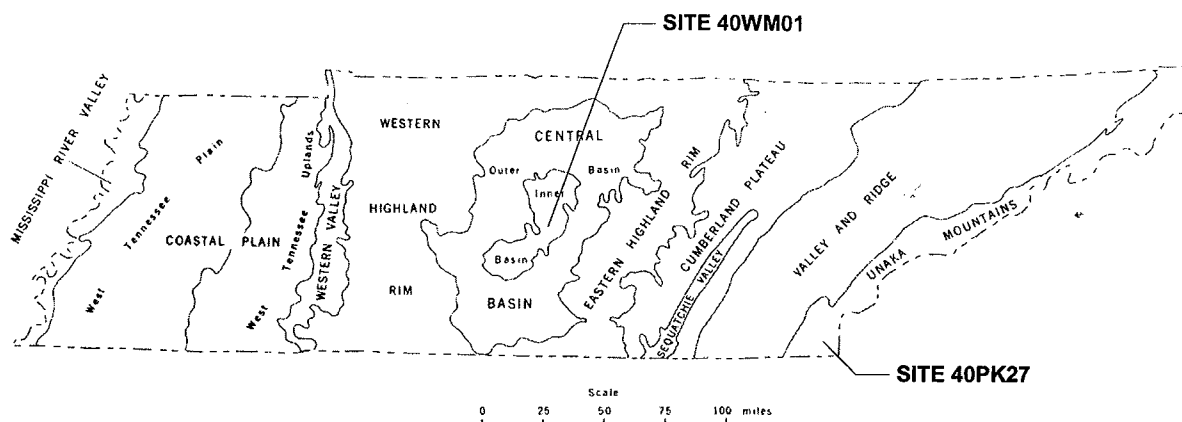 SITE 40WM01
MISSISSIPPI RIVER VALLEY
West Tennessee Plain
COASTAL PLAIN
West Tennessee Uplands
WESTERN VALLEY
WESTERN
HIGHLAND
RIM
CENTRAL
Outer Basin
Inner
Basin
BASIN
EASTERN HIGHLAND RIM
CUMBERLAND PLATEAU
SEQUATCHIE VALLEY
VALLEY AND RIDGE
UNAKA MOUNTAINS
SITE 40PK27
Scale
0 25 50 75 100 miles